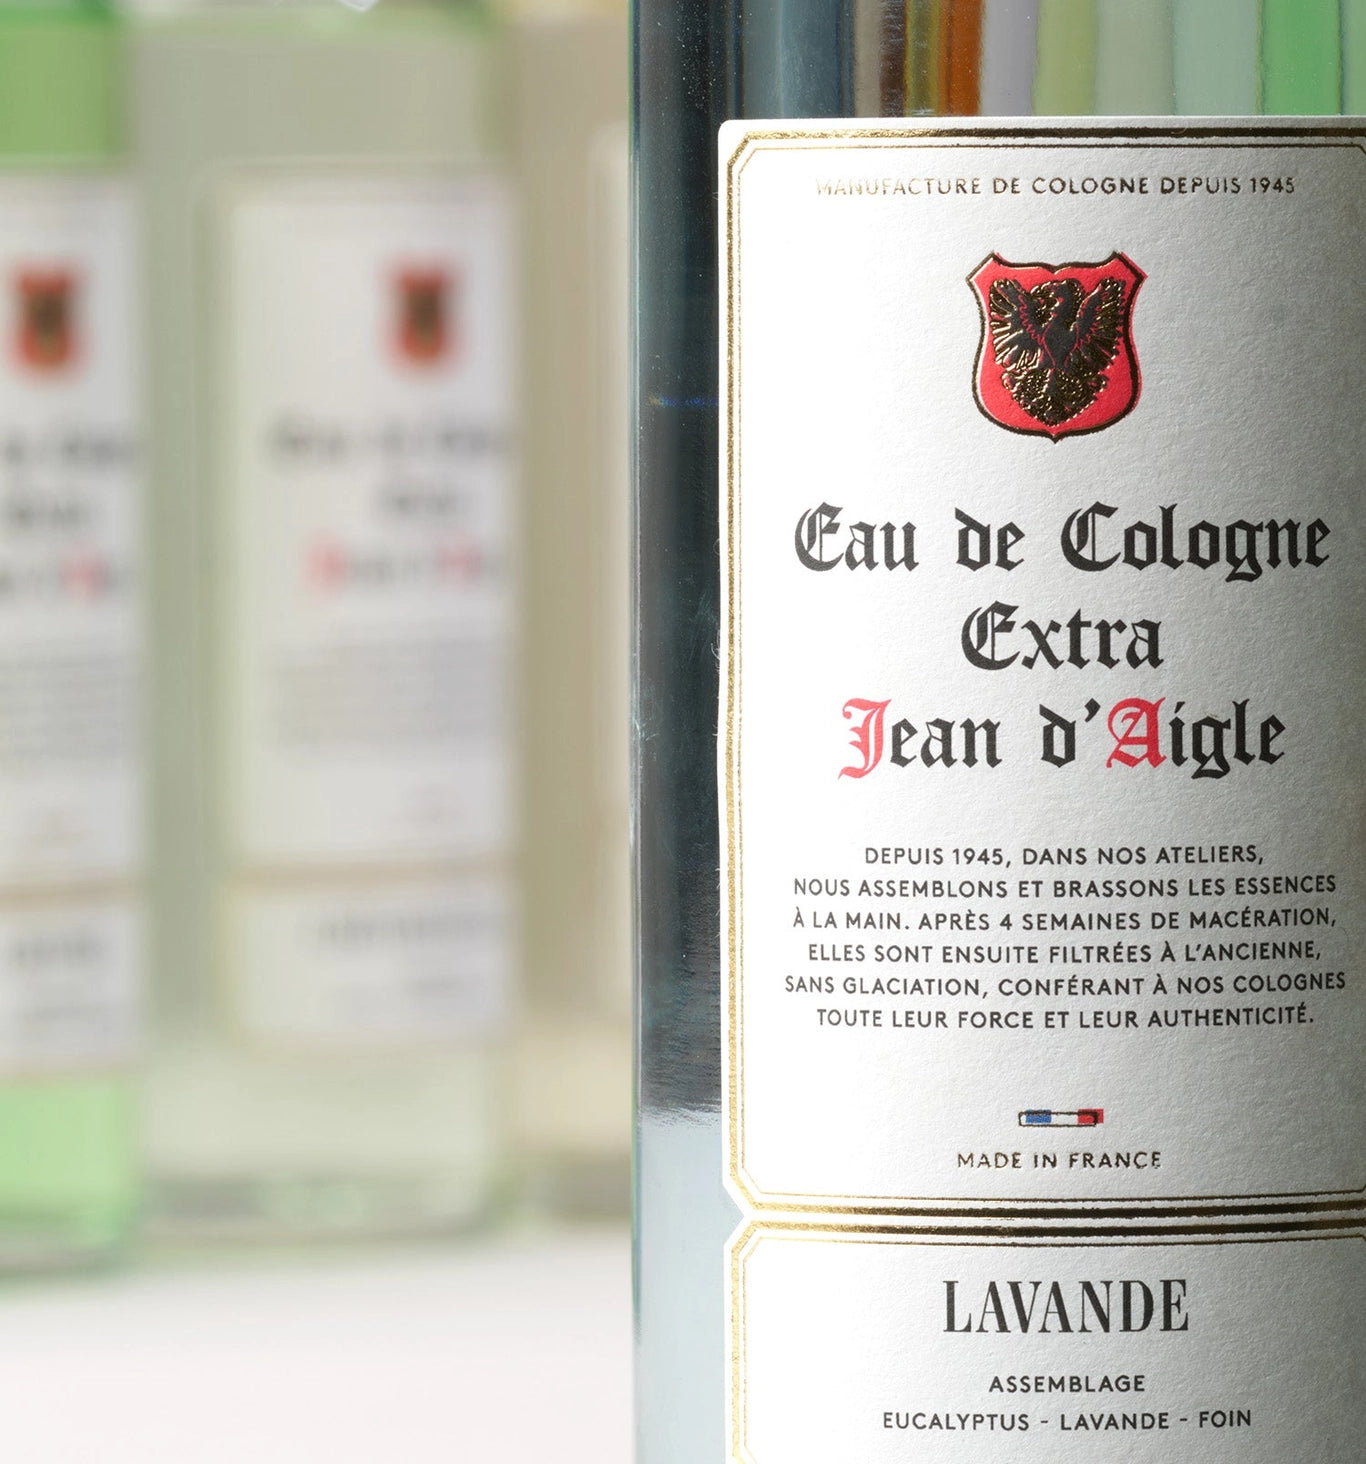 MANUFACTURE DE COLOGNE DEPUIS 1945
Eau de Cologne
Extra
Jean d'Aigle
DEPUIS 1945, DANS NOS ATELIERS,
NOUS ASSEMBLONS ET BRASSONS LES ESSENCES
À LA MAIN. APRÈS 4 SEMAINES DE MACÉRATION,
ELLES SONT ENSUITE FILTRÉES À L'ANCIENNE,
SANS GLACIATION, CONFÉRANT À NOS COLOGNES
TOUTE LEUR FORCE ET LEUR AUTHENTICITÉ.
MADE IN FRANCE
LAVANDE
ASSEMBLAGE
EUCALYPTUS - LAVANDE - FOIN